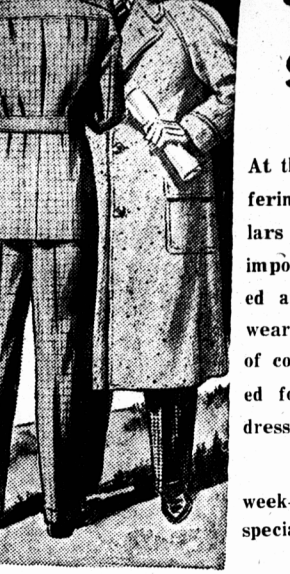 At th
ferin
lars
impo
ed a
wear
of co
ed fo
dress
week-
specia